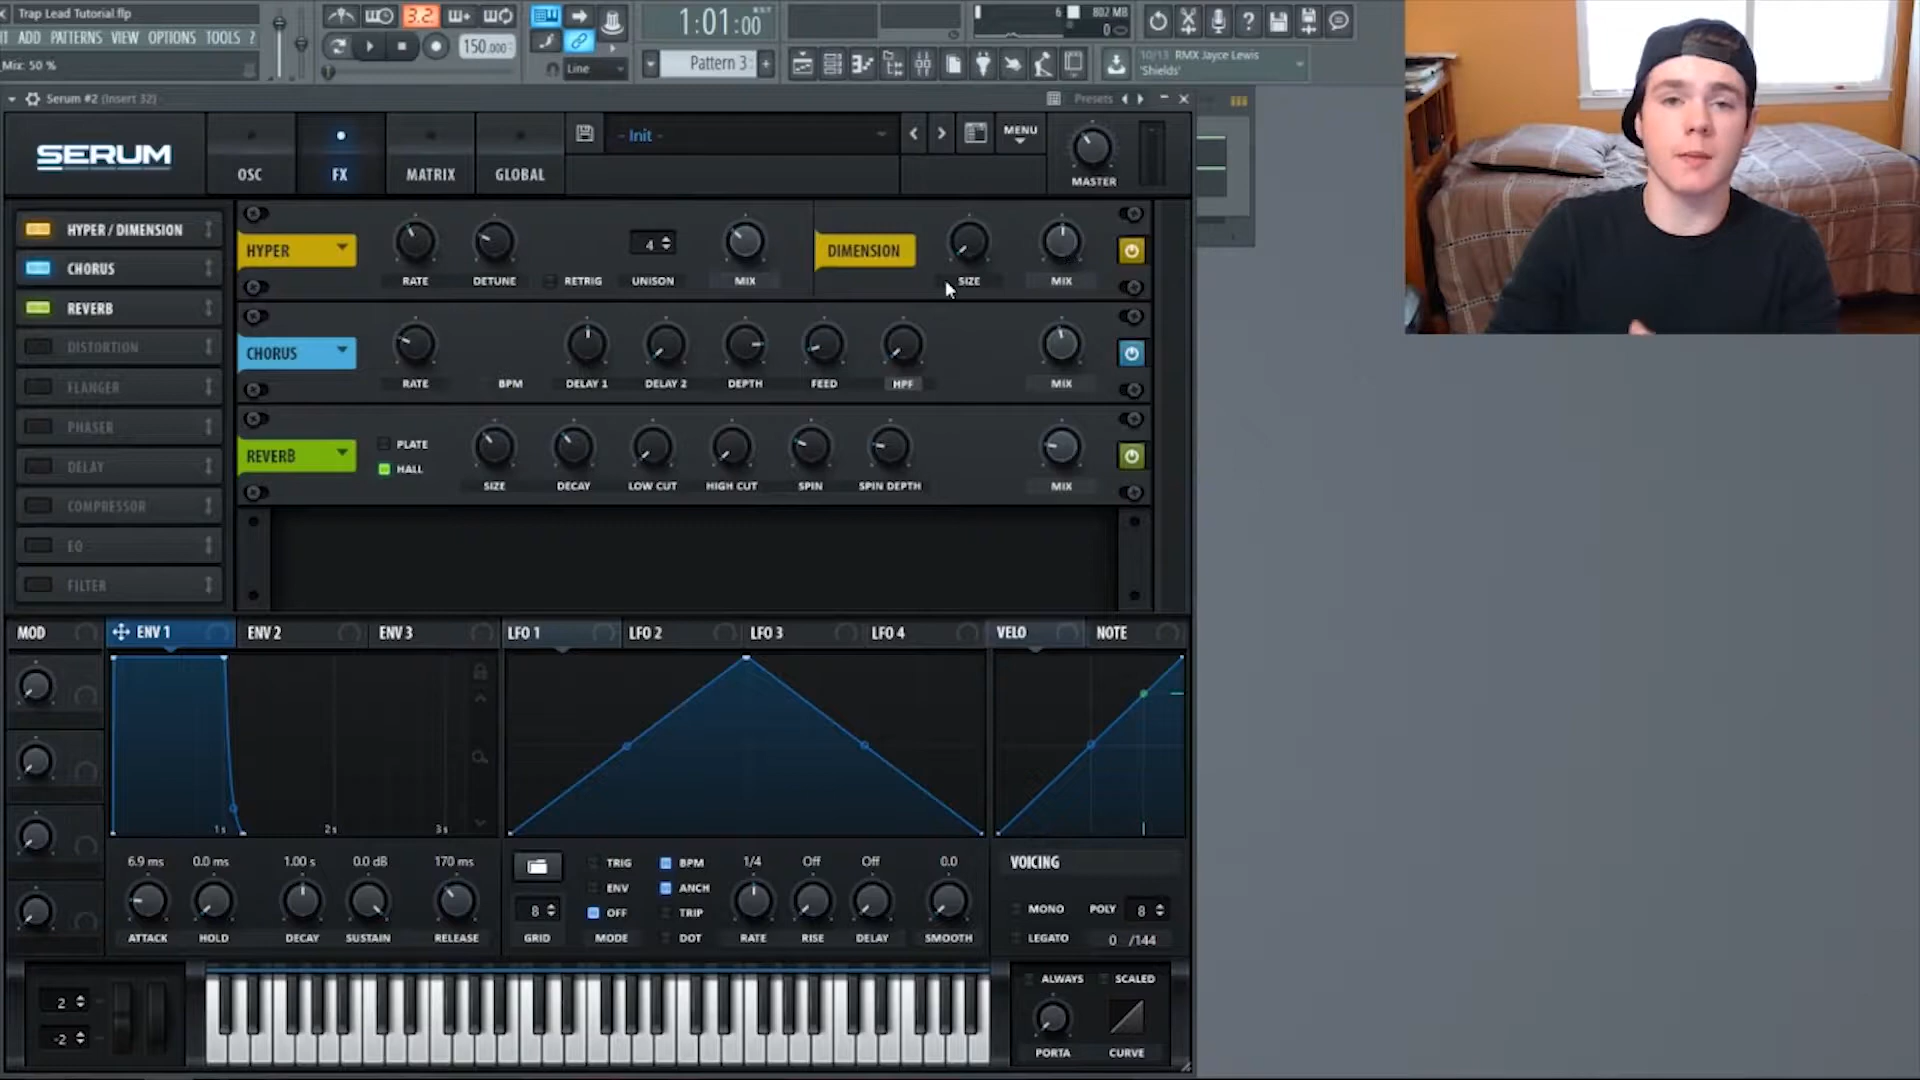 Trap Lead Tutorial.flp
ADD PATTERNS VIEW OPTIONS TOOLS ?
Mix: 50 %
3.2
150.000
1:01:00
6
802 MB
0
Line
Pattern 3
10/13 RMX Jayce Lewis
'Shields'
Serum #2 (Insert 32)
Presets
SERUM
OSC
FX
MATRIX
GLOBAL
- Init -
MENU
MASTER
HYPER / DIMENSION
CHORUS
REVERB
DISTORTION
FLANGER
PHASER
DELAY
COMPRESSOR
EQ
FILTER
HYPER
RATE
DETUNE
RETRIG
4
UNISON
MIX
DIMENSION
SIZE
MIX
CHORUS
RATE
BPM
DELAY 1
DELAY 2
DEPTH
FEED
HPF
MIX
REVERB
PLATE
HALL
SIZE
DECAY
LOW CUT
HIGH CUT
SPIN
SPIN DEPTH
MIX
MOD
ENV 1
ENV 2
ENV 3
LFO 1
LFO 2
LFO 3
LFO 4
VELO
NOTE
1s
2s
3s
6.9 ms
0.0 ms
1.00 s
0.0 dB
170 ms
ATTACK
HOLD
DECAY
SUSTAIN
RELEASE
8
GRID
TRIG
ENV
OFF
MODE
BPM
ANCH
TRIP
DOT
1/4
Off
Off
0.0
RATE
RISE
DELAY
SMOOTH
VOICING
MONO
POLY
8
LEGATO
0 /144
ALWAYS
SCALED
PORTA
CURVE
2
-2